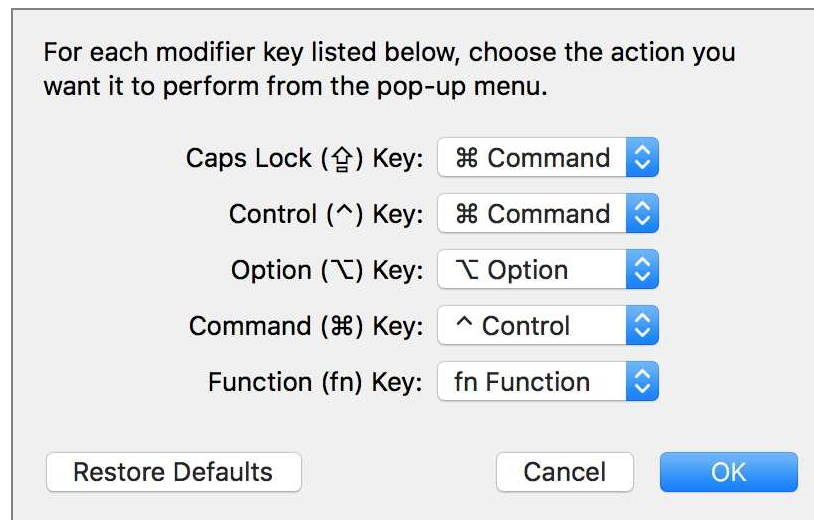 For each modifier key listed below, choose the action you
want it to perform from the pop-up menu.
Caps Lock (⇪) Key: ⌘ Command
Control (^) Key: ⌘ Command
Option (⌥) Key: ⌥ Option
Command (⌘) Key: ^ Control
Function (fn) Key: fn Function
Restore Defaults Cancel OK